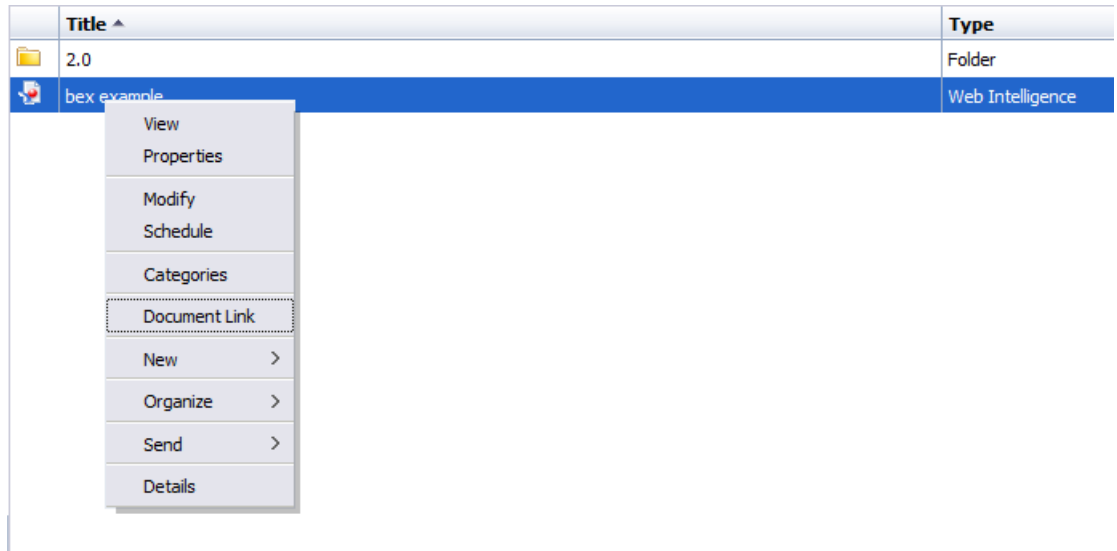 Title Type
2.0 Folder
bex example Web Intelligence
View
Properties
Modify
Schedule
Categories
Document Link
New
Organize
Send
Details